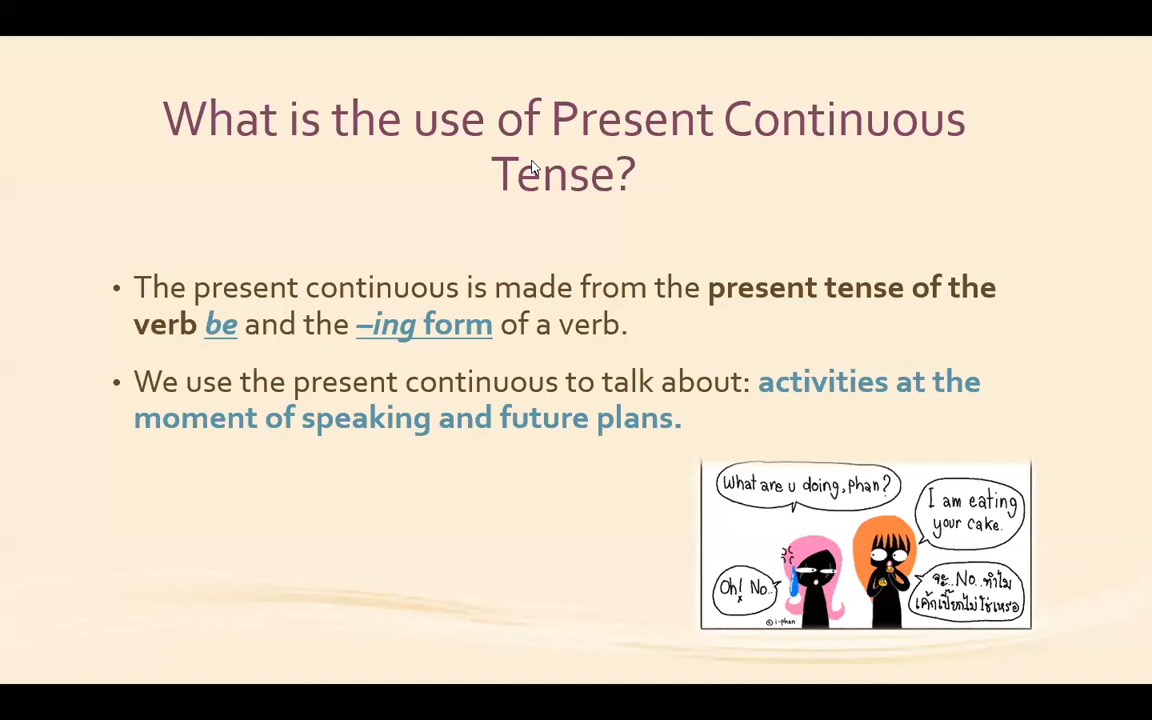 What is the use of Present Continuous
Tense?
• The present continuous is made from the present tense of the
verb be and the –ing form of a verb.
• We use the present continuous to talk about: activities at the
moment of speaking and future plans.
What are u doing, Phan?
I am eating
your cake.
Oh! No..
จะ..No..ทำไม
เค้กเปี๊ยกไม่ใช่เหรอ
© i-phan